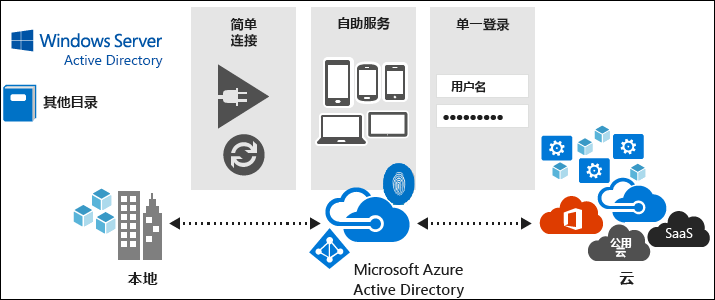 Windows Server
Active Directory
其他目录
简单
连接
自助服务
单一登录
用户名
●●●●●●●●●
本地
Microsoft Azure
Active Directory
公用
云
SaaS
云